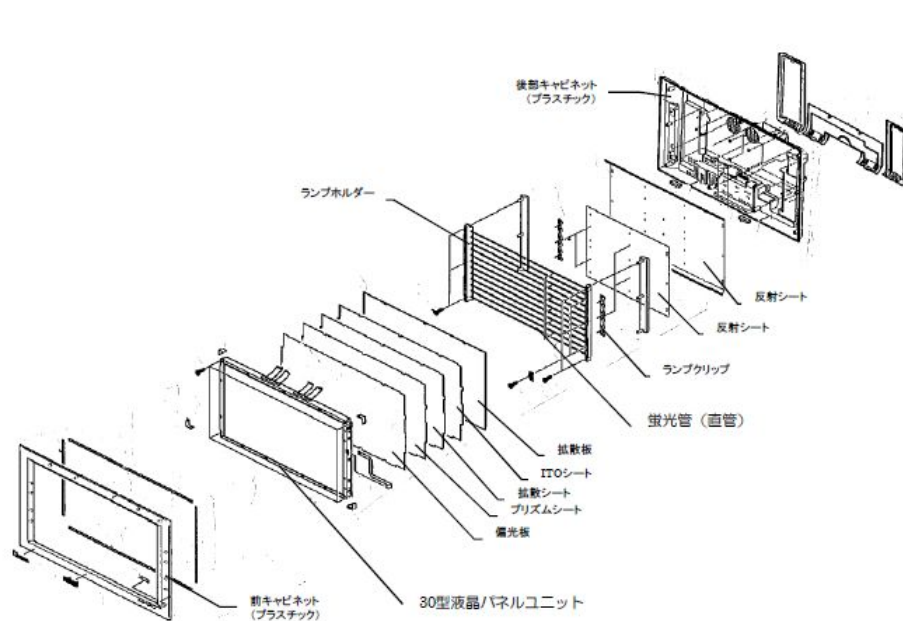 後部キャビネット
(プラスチック)
ランプホルダー
反射シート
反射シート
ランプクリップ
蛍光管（直管）
拡散板
ITOシート
拡散シート
プリズムシート
偏光板
30型液晶パネルユニット
前キャビネット
(プラスチック)